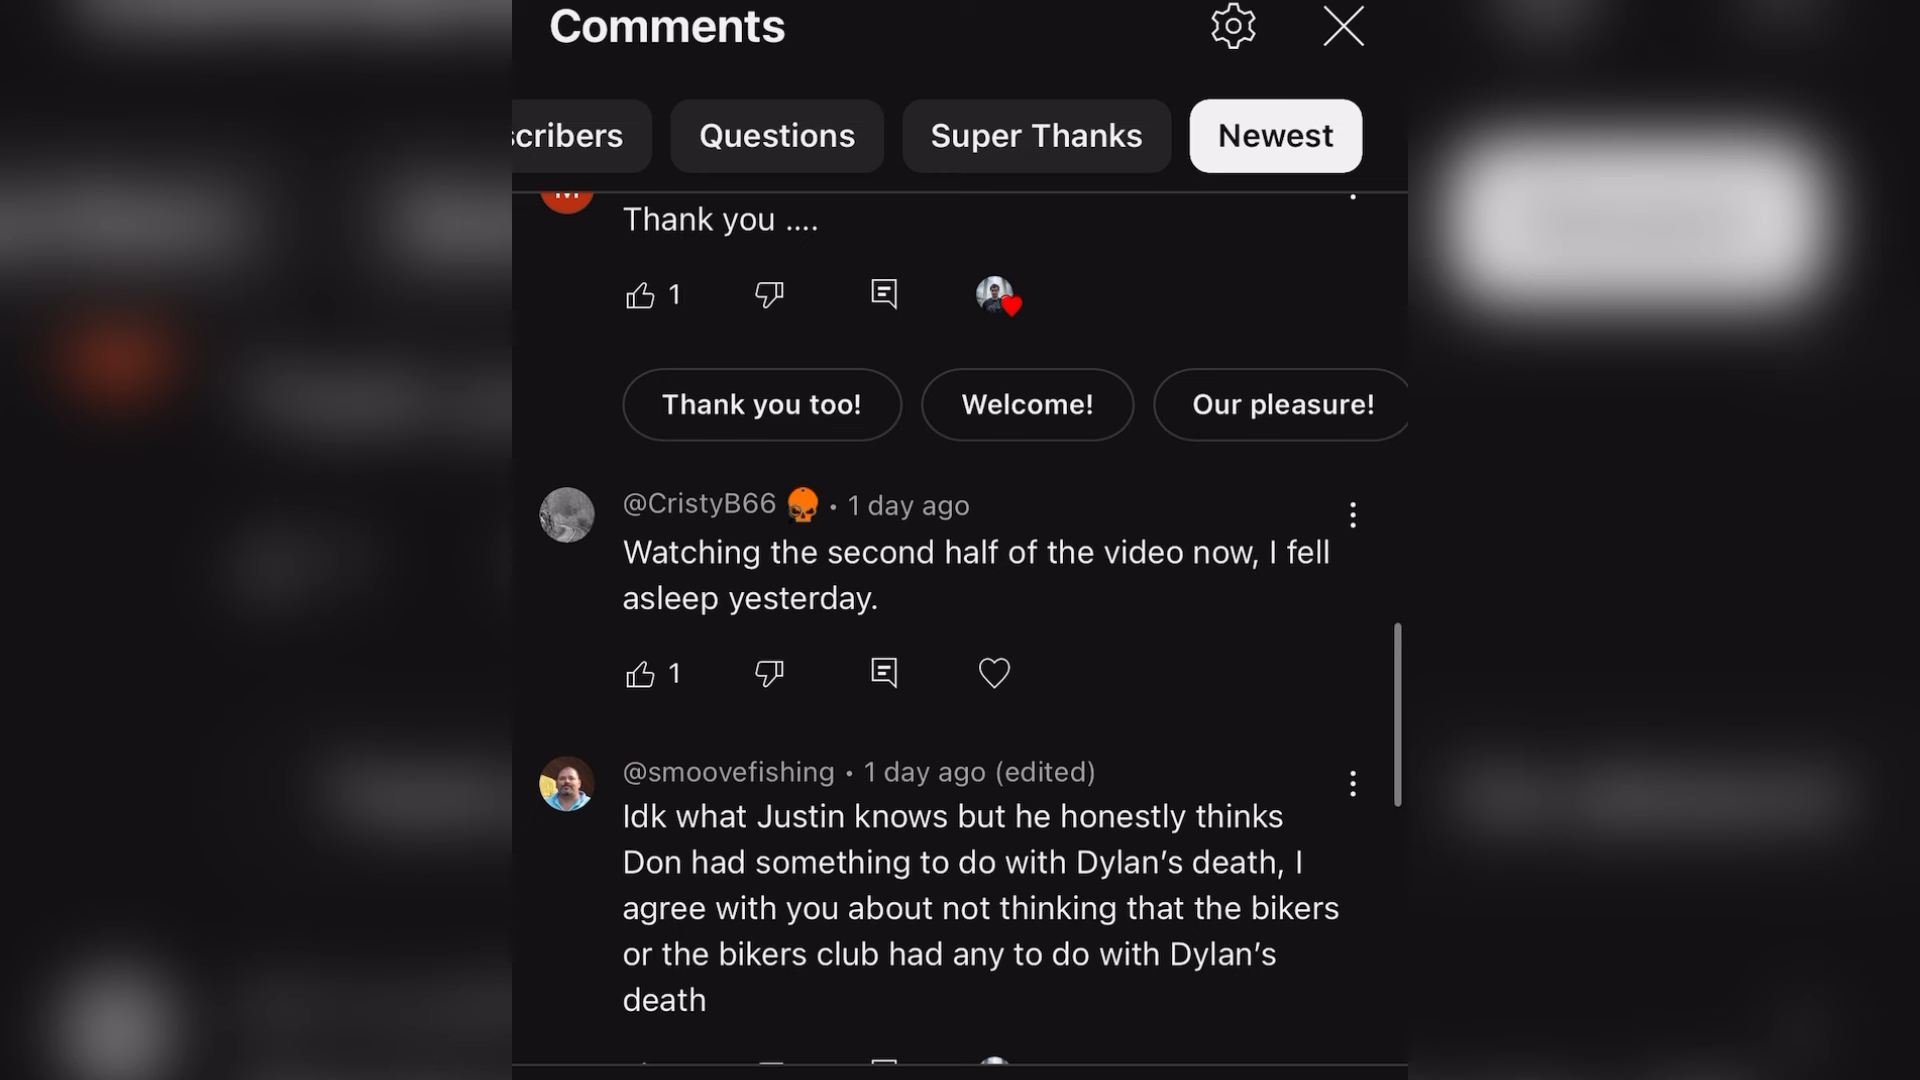 Comments
scribers
Questions
Super Thanks
Newest
Thank you ....
1
Thank you too!
Welcome!
Our pleasure!
@CristyB66 • 1 day ago
Watching the second half of the video now, I fell
asleep yesterday.
1
@smoovefishing • 1 day ago (edited)
Idk what Justin knows but he honestly thinks
Don had something to do with Dylan’s death, I
agree with you about not thinking that the bikers
or the bikers club had any to do with Dylan’s
death